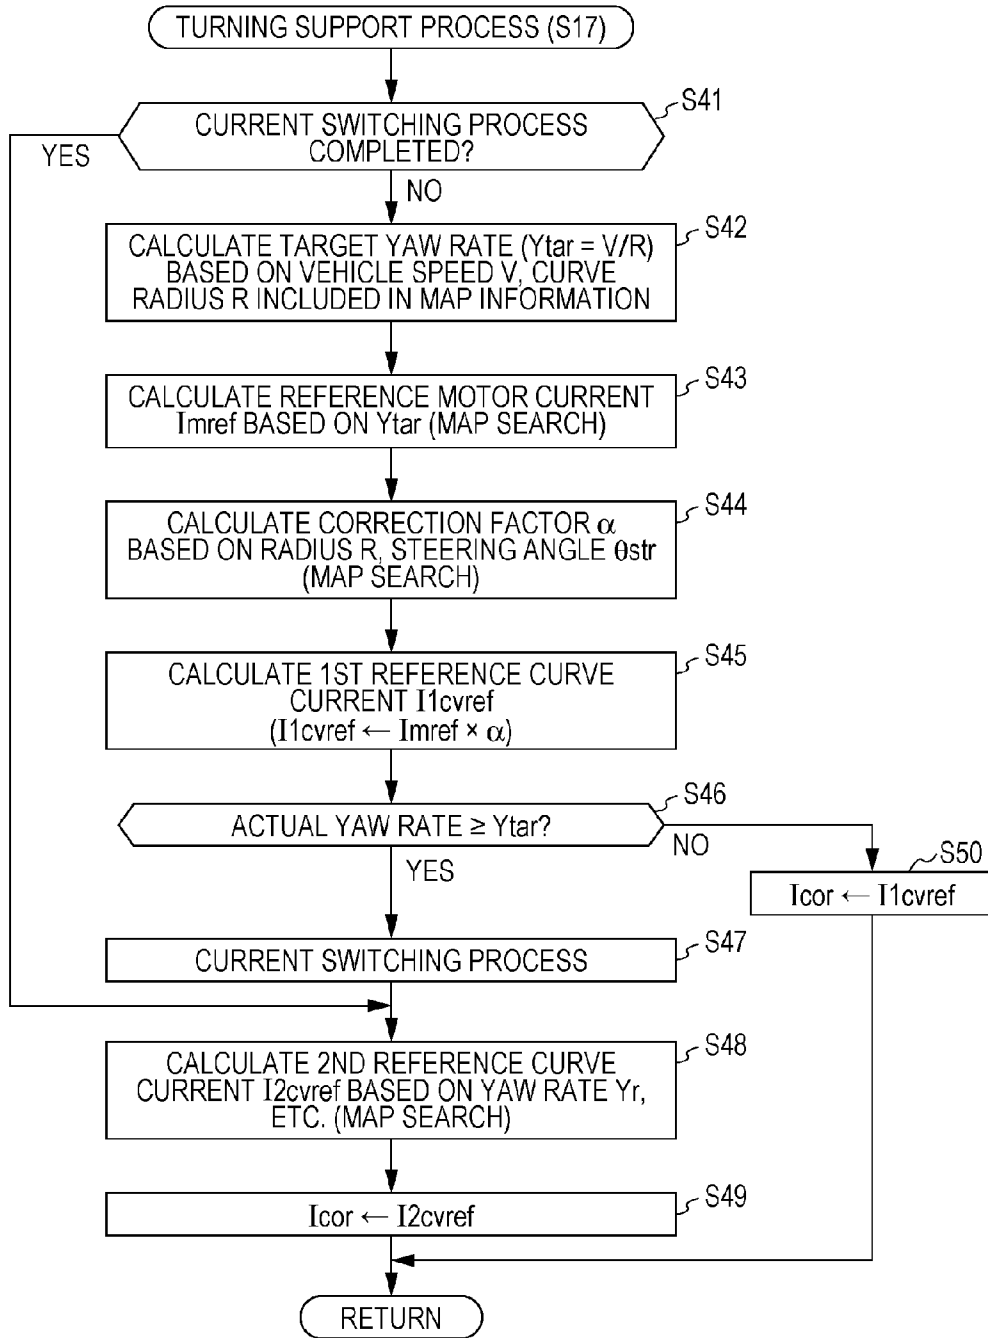 TURNING SUPPORT PROCESS (S17)
S41
CURRENT SWITCHING PROCESS
COMPLETED?
YES
NO
S42
CALCULATE TARGET YAW RATE (Ytar = V/R)
BASED ON VEHICLE SPEED V, CURVE
RADIUS R INCLUDED IN MAP INFORMATION
S43
CALCULATE REFERENCE MOTOR CURRENT
Imref BASED ON Ytar (MAP SEARCH)
S44
CALCULATE CORRECTION FACTOR α
BASED ON RADIUS R, STEERING ANGLE θstr
(MAP SEARCH)
S45
CALCULATE 1ST REFERENCE CURVE
CURRENT I1cvref
(I1cvref ← Imref × α)
S46
ACTUAL YAW RATE ≥ Ytar?
NO
YES
S50
Icor ← I1cvref
S47
CURRENT SWITCHING PROCESS
S48
CALCULATE 2ND REFERENCE CURVE
CURRENT I2cvref BASED ON YAW RATE Yr,
ETC. (MAP SEARCH)
S49
Icor ← I2cvref
RETURN